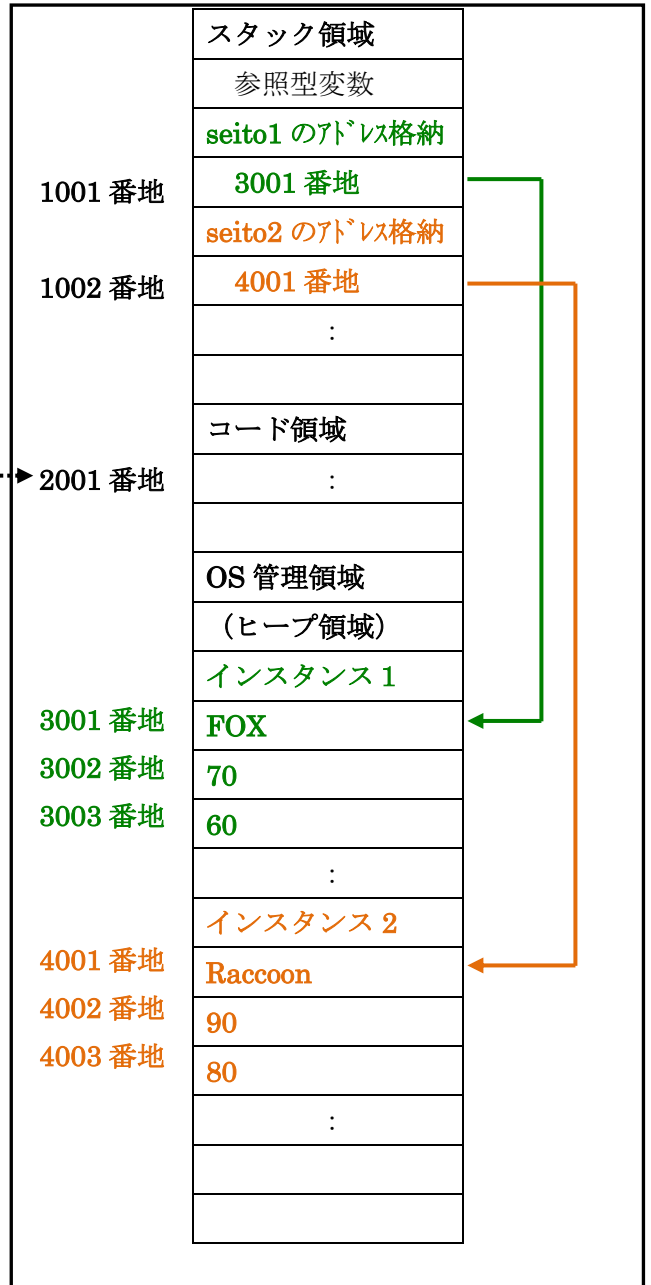 スタック領域
参照型変数
seito1 のｱﾄﾞﾚｽ格納
1001 番地
3001 番地
seito2 のｱﾄﾞﾚｽ格納
1002 番地
4001 番地
:
コード領域
2001 番地
:
OS 管理領域
（ヒープ領域）
インスタンス 1
3001 番地
FOX
3002 番地
70
3003 番地
60
:
インスタンス 2
4001 番地
Raccoon
4002 番地
90
4003 番地
80
: